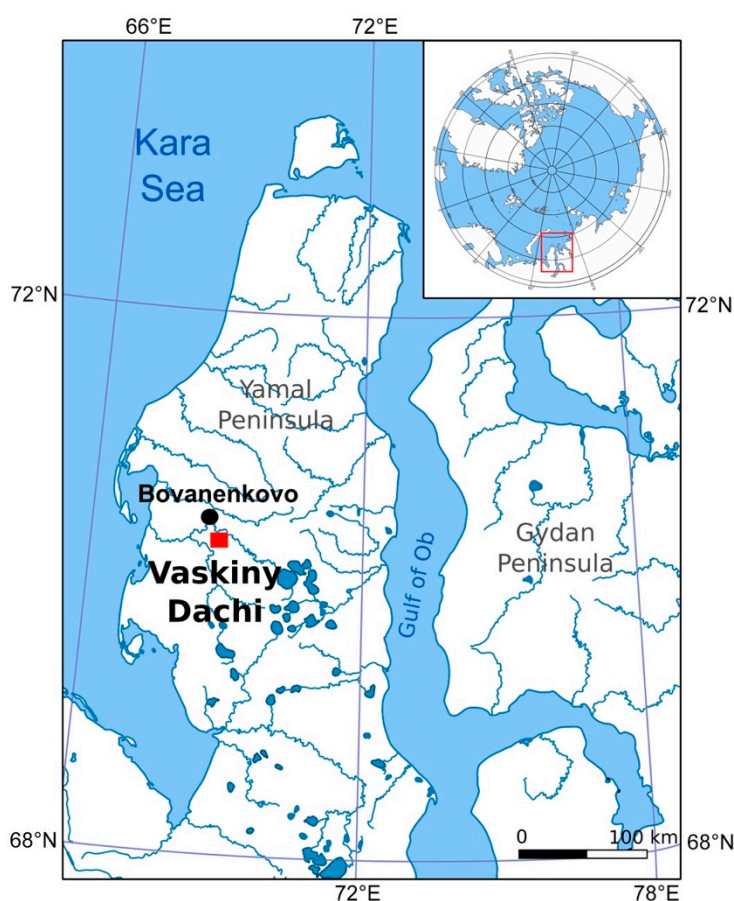 66°E
72°E
Kara
Sea
72°N
72°N
Yamal
Peninsula
Bovanenkovo
Vaskiny
Dachi
Gulf of Ob
Gydan
Peninsula
0
100 km
68°N
68°N
72°E
78°E